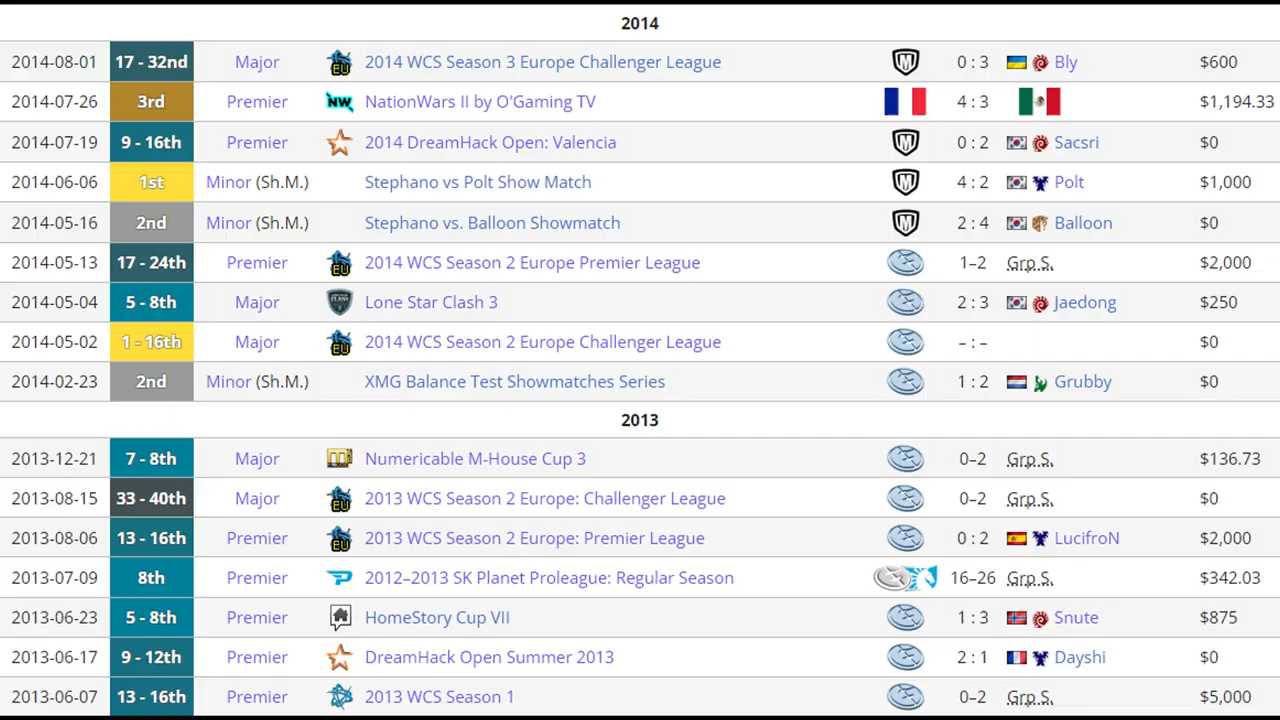 2014
2014-08-01 17 - 32nd Major EU 2014 WCS Season 3 Europe Challenger League 0 : 3 Bly $600
2014-07-26 3rd Premier NW NationWars II by O'Gaming TV 4 : 3 $1,194.33
2014-07-19 9 - 16th Premier 2014 DreamHack Open: Valencia 0 : 2 Sacsri $0
2014-06-06 1st Minor (Sh.M.) Stephano vs Polt Show Match 4 : 2 Polt $1,000
2014-05-16 2nd Minor (Sh.M.) Stephano vs. Balloon Showmatch 2 : 4 Balloon $0
2014-05-13 17 - 24th Premier EU 2014 WCS Season 2 Europe Premier League 1–2 Grp S. $2,000
2014-05-04 5 - 8th Major Lone Star Clash 3 2 : 3 Jaedong $250
2014-05-02 1 - 16th Major EU 2014 WCS Season 2 Europe Challenger League – : – $0
2014-02-23 2nd Minor (Sh.M.) XMG Balance Test Showmatches Series 1 : 2 Grubby $0
2013
2013-12-21 7 - 8th Major Numericable M-House Cup 3 0–2 Grp S. $136.73
2013-08-15 33 - 40th Major EU 2013 WCS Season 2 Europe: Challenger League 0–2 Grp S. $0
2013-08-06 13 - 16th Premier EU 2013 WCS Season 2 Europe: Premier League 0 : 2 LucifroN $2,000
2013-07-09 8th Premier 2012–2013 SK Planet Proleague: Regular Season 16–26 Grp S. $342.03
2013-06-23 5 - 8th Premier HomeStory Cup VII 1 : 3 Snute $875
2013-06-17 9 - 12th Premier DreamHack Open Summer 2013 2 : 1 Dayshi $0
2013-06-07 13 - 16th Premier 2013 WCS Season 1 0–2 Grp S. $5,000